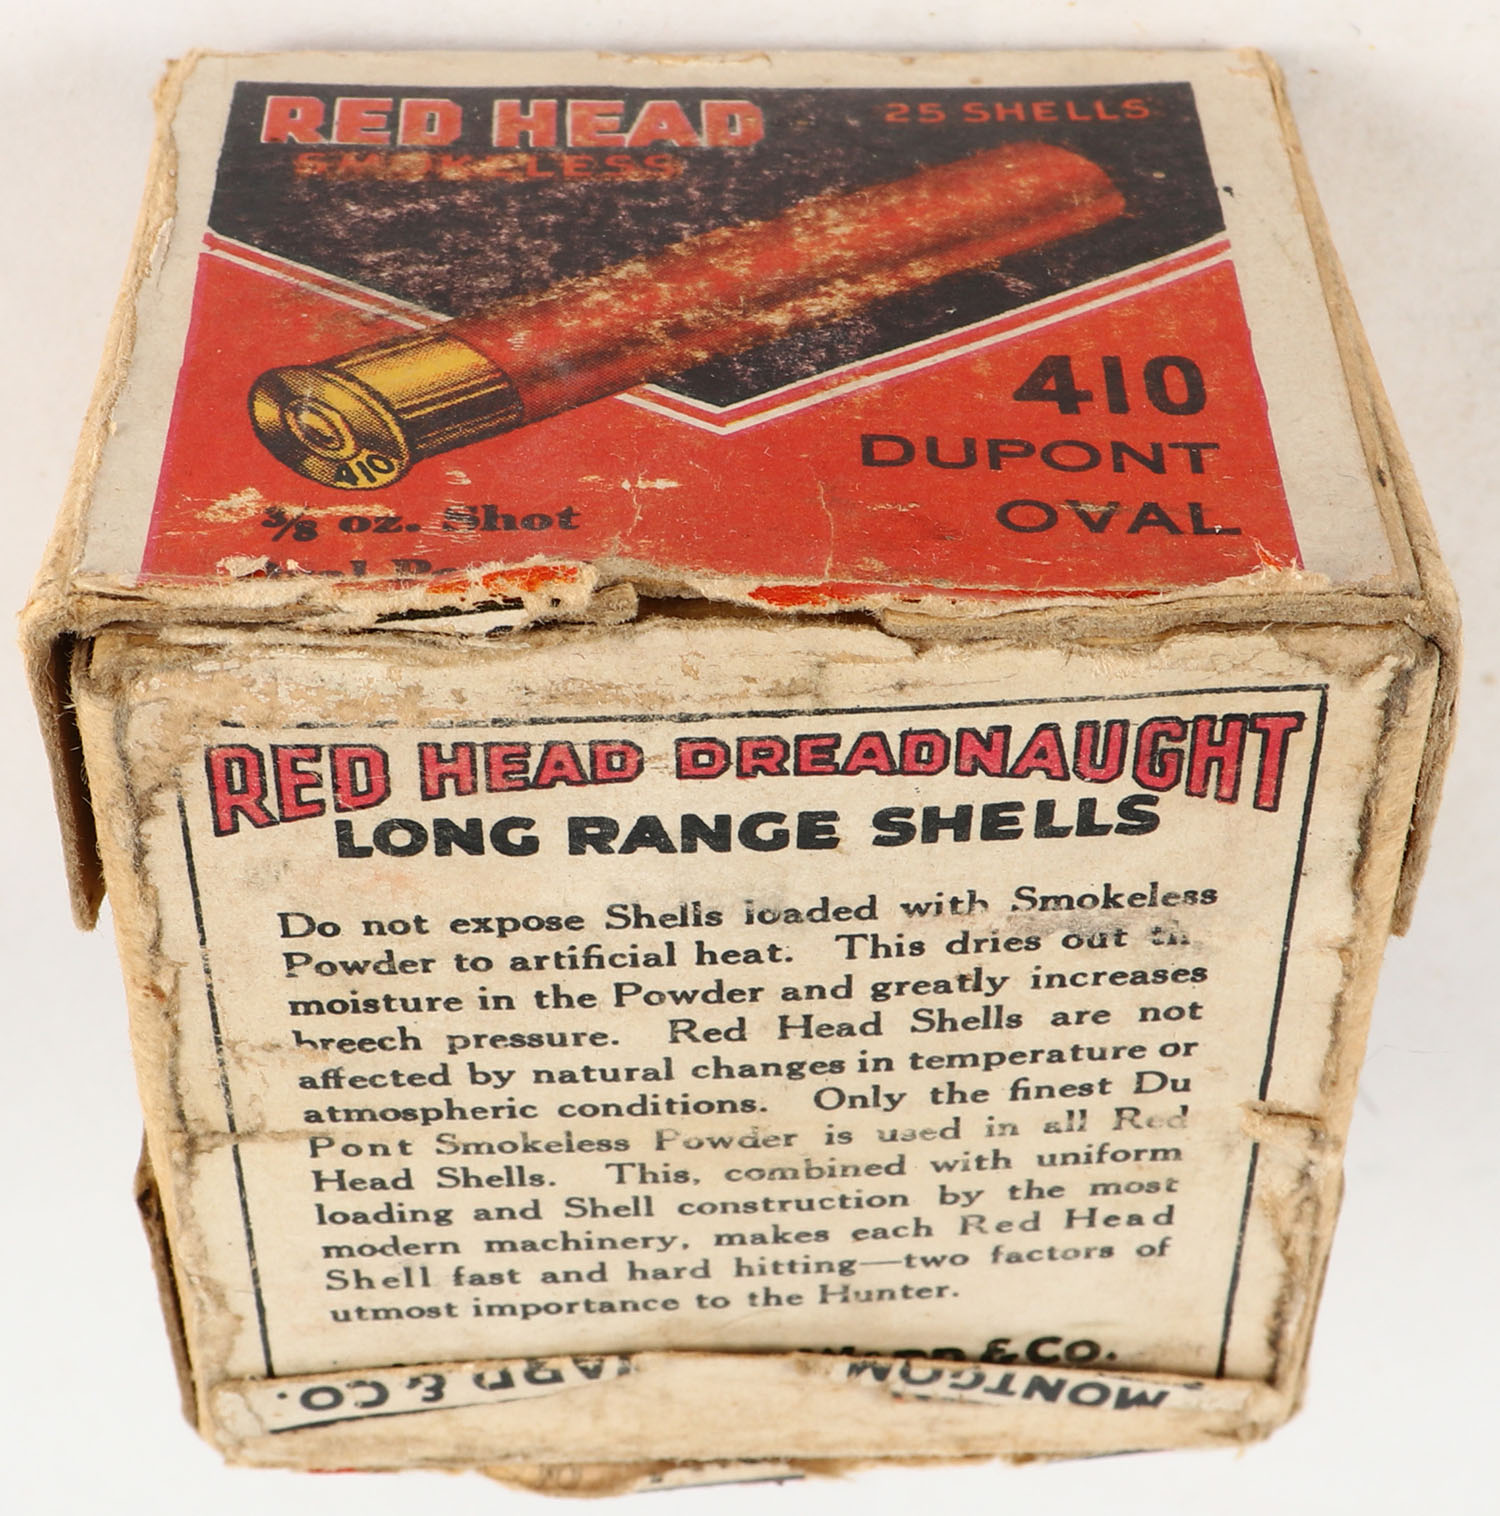 RED HEAD
SMOKELESS
25 SHELLS
410
410
DUPONT
OVAL
3/8 oz. Shot
RED HEAD DREADNAUGHT
LONG RANGE SHELLS
Do not expose Shells loaded with Smokeless
Powder to artificial heat. This dries out
moisture in the Powder and greatly increases
breech pressure. Red Head Shells are not
affected by natural changes in temperature or
atmospheric conditions. Only the finest Du
Pont Smokeless Powder is used in all Red
Head Shells. This, combined with uniform
loading and Shell construction by the most
modern machinery, makes each Red Head
Shell fast and hard hitting—two factors of
utmost importance to the Hunter.
WARD & CO.
WARD & CO.